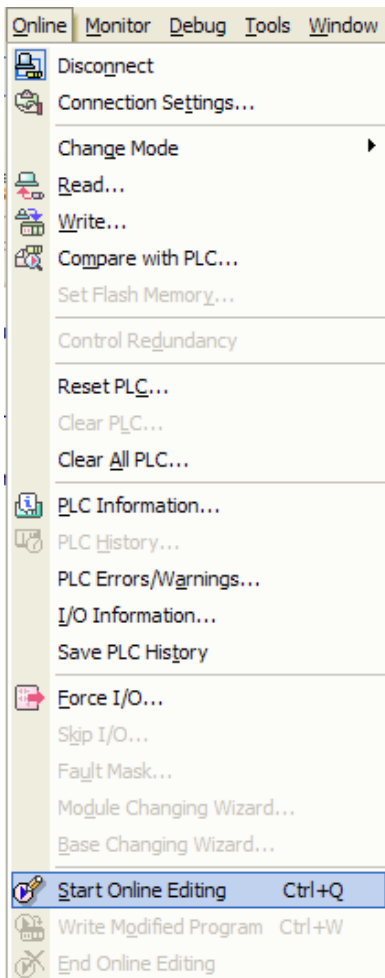 Online Monitor Debug Tools Window
Disconnect
Connection Settings...
Change Mode
Read...
Write...
Compare with PLC...
Set Flash Memory...
Control Redundancy
Reset PLC...
Clear PLC...
Clear All PLC...
PLC Information...
PLC History...
PLC Errors/Warnings...
I/O Information...
Save PLC History
Force I/O...
Skip I/O...
Fault Mask...
Module Changing Wizard...
Base Changing Wizard...
Start Online Editing Ctrl+Q
Write Modified Program Ctrl+W
End Online Editing